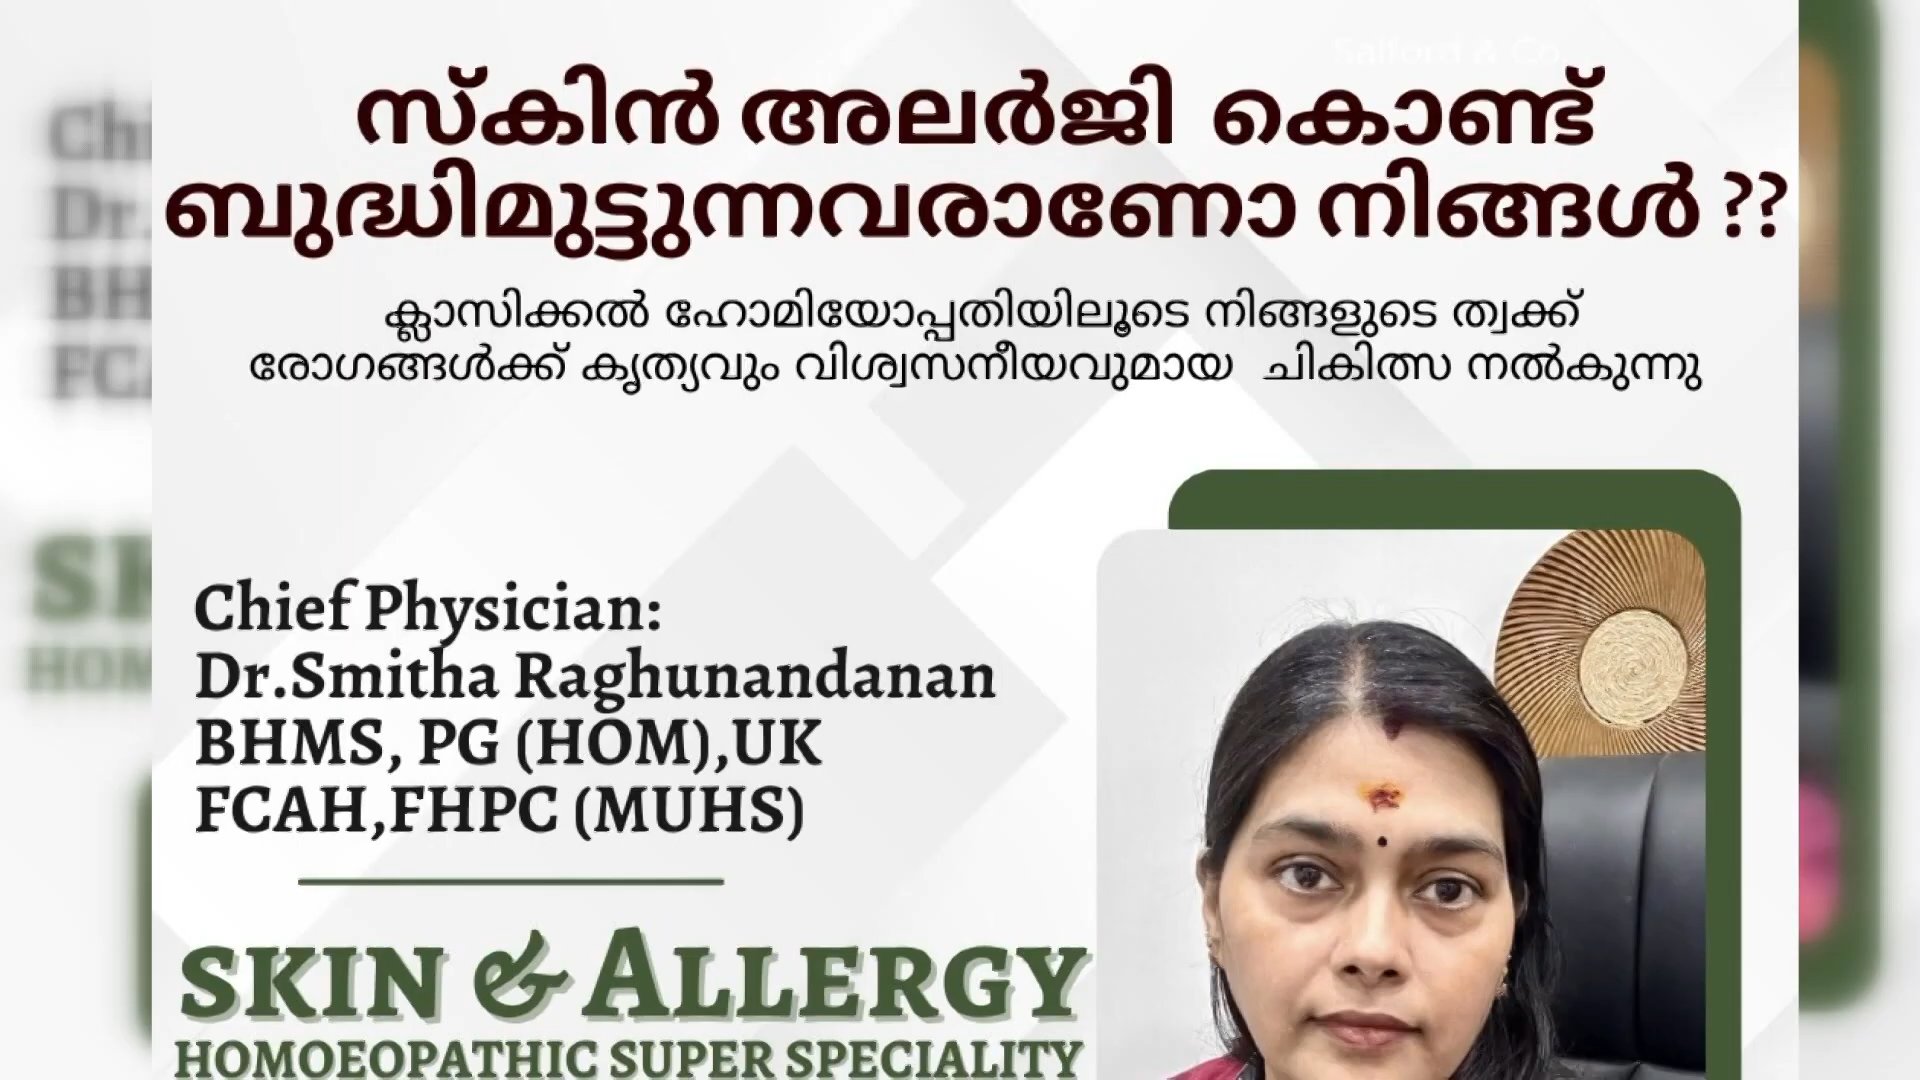 സ്കിൻ അലർജി കൊണ്ട്
ബുദ്ധിമുട്ടുന്നവരാണോ നിങ്ങൾ ??
ക്ലാസിക്കൽ ഹോമിയോപ്പതിയിലൂടെ നിങ്ങളുടെ ത്വക്ക്
രോഗങ്ങൾക്ക് കൃത്യവും വിശ്വസനീയവുമായ ചികിത്സ നൽകുന്നു
Chief Physician:
Dr.Smitha Raghunandanan
BHMS, PG (HOM),UK
FCAH,FHPC (MUHS)
SKIN & ALLERGY
HOMOEOPATHIC SUPER SPECIALITY